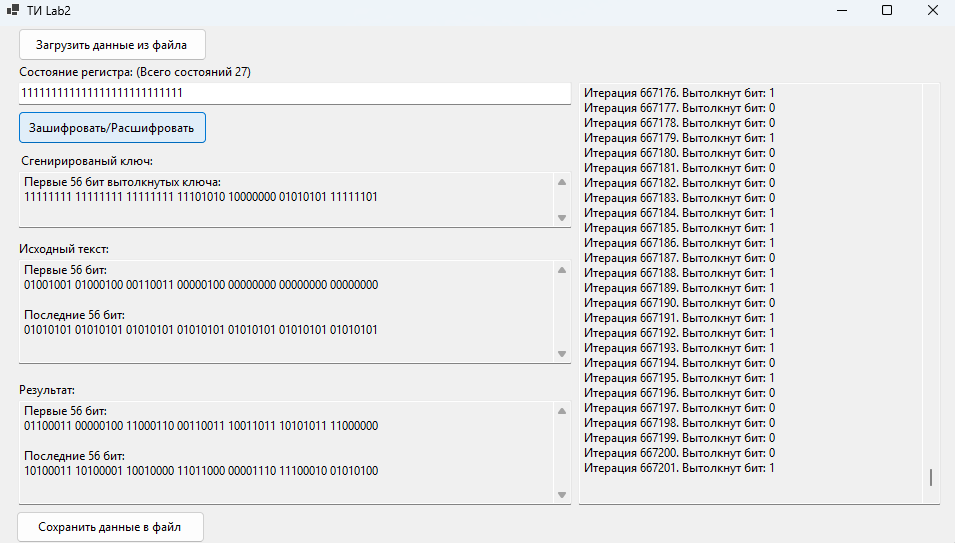 ТИ Lab2
Загрузить данные из файла
Состояние регистра: (Всего состояний 27)
111111111111111111111111111
Зашифровать/Расшифровать
Сгенирированый ключ:
Первые 56 бит вытолкнутых ключа:
11111111 11111111 11111111 11101010 10000000 01010101 11111101
Исходный текст:
Первые 56 бит:
01001001 01000100 00110011 00000100 00000000 00000000 00000000
Последние 56 бит:
01010101 01010101 01010101 01010101 01010101 01010101 01010101
Результат:
Первые 56 бит:
01100011 00000100 11000110 00110011 10011011 10101011 11000000
Последние 56 бит:
10100011 10100001 10010000 11011000 00001110 11100010 01010100
Сохранить данные в файл
Итерация 667176. Вытолкнут бит: 1
Итерация 667177. Вытолкнут бит: 0
Итерация 667178. Вытолкнут бит: 0
Итерация 667179. Вытолкнут бит: 1
Итерация 667180. Вытолкнут бит: 0
Итерация 667181. Вытолкнут бит: 0
Итерация 667182. Вытолкнут бит: 0
Итерация 667183. Вытолкнут бит: 0
Итерация 667184. Вытолкнут бит: 1
Итерация 667185. Вытолкнут бит: 1
Итерация 667186. Вытолкнут бит: 1
Итерация 667187. Вытолкнут бит: 0
Итерация 667188. Вытолкнут бит: 1
Итерация 667189. Вытолкнут бит: 1
Итерация 667190. Вытолкнут бит: 0
Итерация 667191. Вытолкнут бит: 1
Итерация 667192. Вытолкнут бит: 1
Итерация 667193. Вытолкнут бит: 1
Итерация 667194. Вытолкнут бит: 0
Итерация 667195. Вытолкнут бит: 1
Итерация 667196. Вытолкнут бит: 0
Итерация 667197. Вытолкнут бит: 0
Итерация 667198. Вытолкнут бит: 0
Итерация 667199. Вытолкнут бит: 0
Итерация 667200. Вытолкнут бит: 0
Итерация 667201. Вытолкнут бит: 1